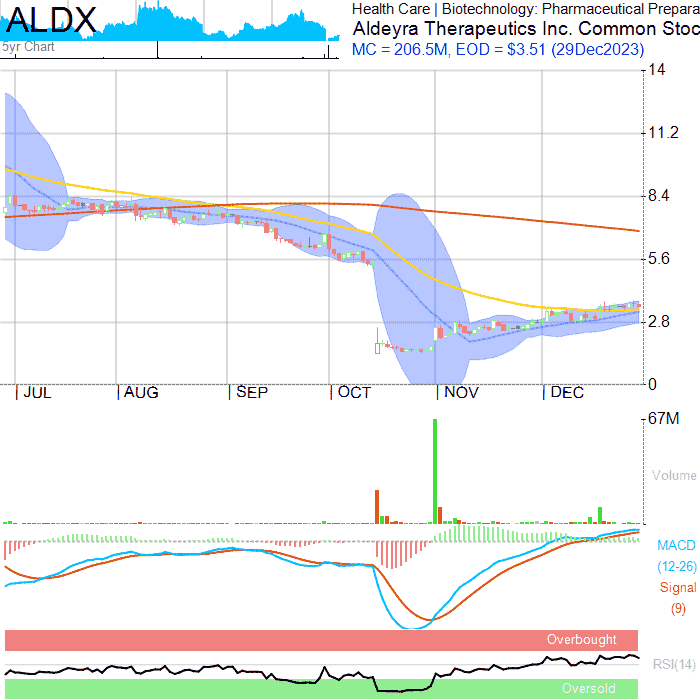 ALDX
5yr Chart
Health Care | Biotechnology: Pharmaceutical Prepara
Aldeyra Therapeutics Inc. Common Stoc
MC = 206.5M, EOD = $3.51 (29Dec2023)
14
11.2
8.4
5.6
2.8
0
JUL
AUG
SEP
OCT
NOV
DEC
67M
Volume
MACD
(12-26)
Signal
(9)
Overbought
RSI(14)
Oversold